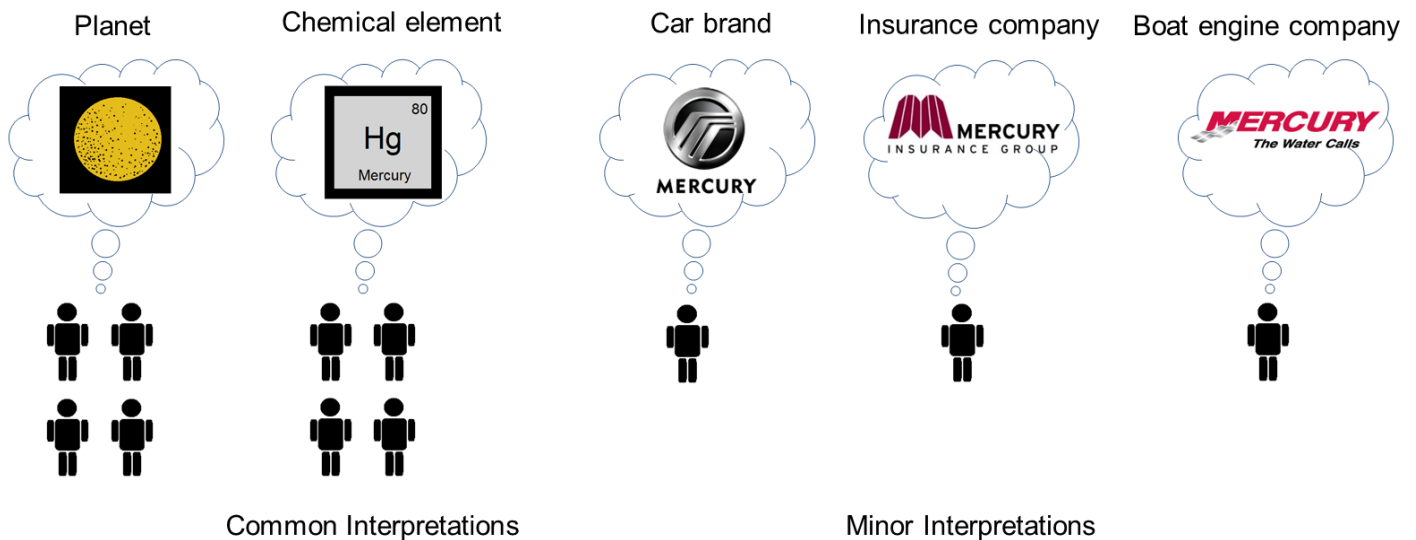 Planet
Chemical element
Car brand
Insurance company
Boat engine company
80
Hg
Mercury
MERCURY
MERCURY
INSURANCE GROUP
MERCURY
The Water Calls
Common Interpretations
Minor Interpretations